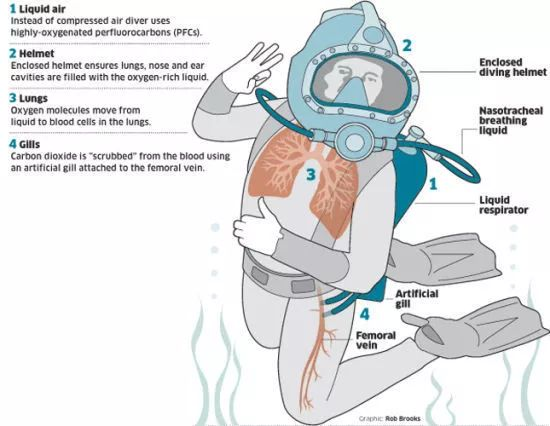 1 Liquid air
Instead of compressed air diver uses
highly-oxygenated perfluorocarbons (PFCs).
2 Helmet
Enclosed helmet ensures lungs, nose and ear
cavities are filled with the oxygen-rich liquid.
3 Lungs
Oxygen molecules move from
liquid to blood cells in the lungs.
4 Gills
Carbon dioxide is "scrubbed" from the blood using
an artificial gill attached to the femoral vein.
2
Enclosed
diving helmet
Nasotracheal
breathing
liquid
3
1
Liquid
respirator
Artificial
gill
4
Femoral
vein
Graphic: Rob Brooks